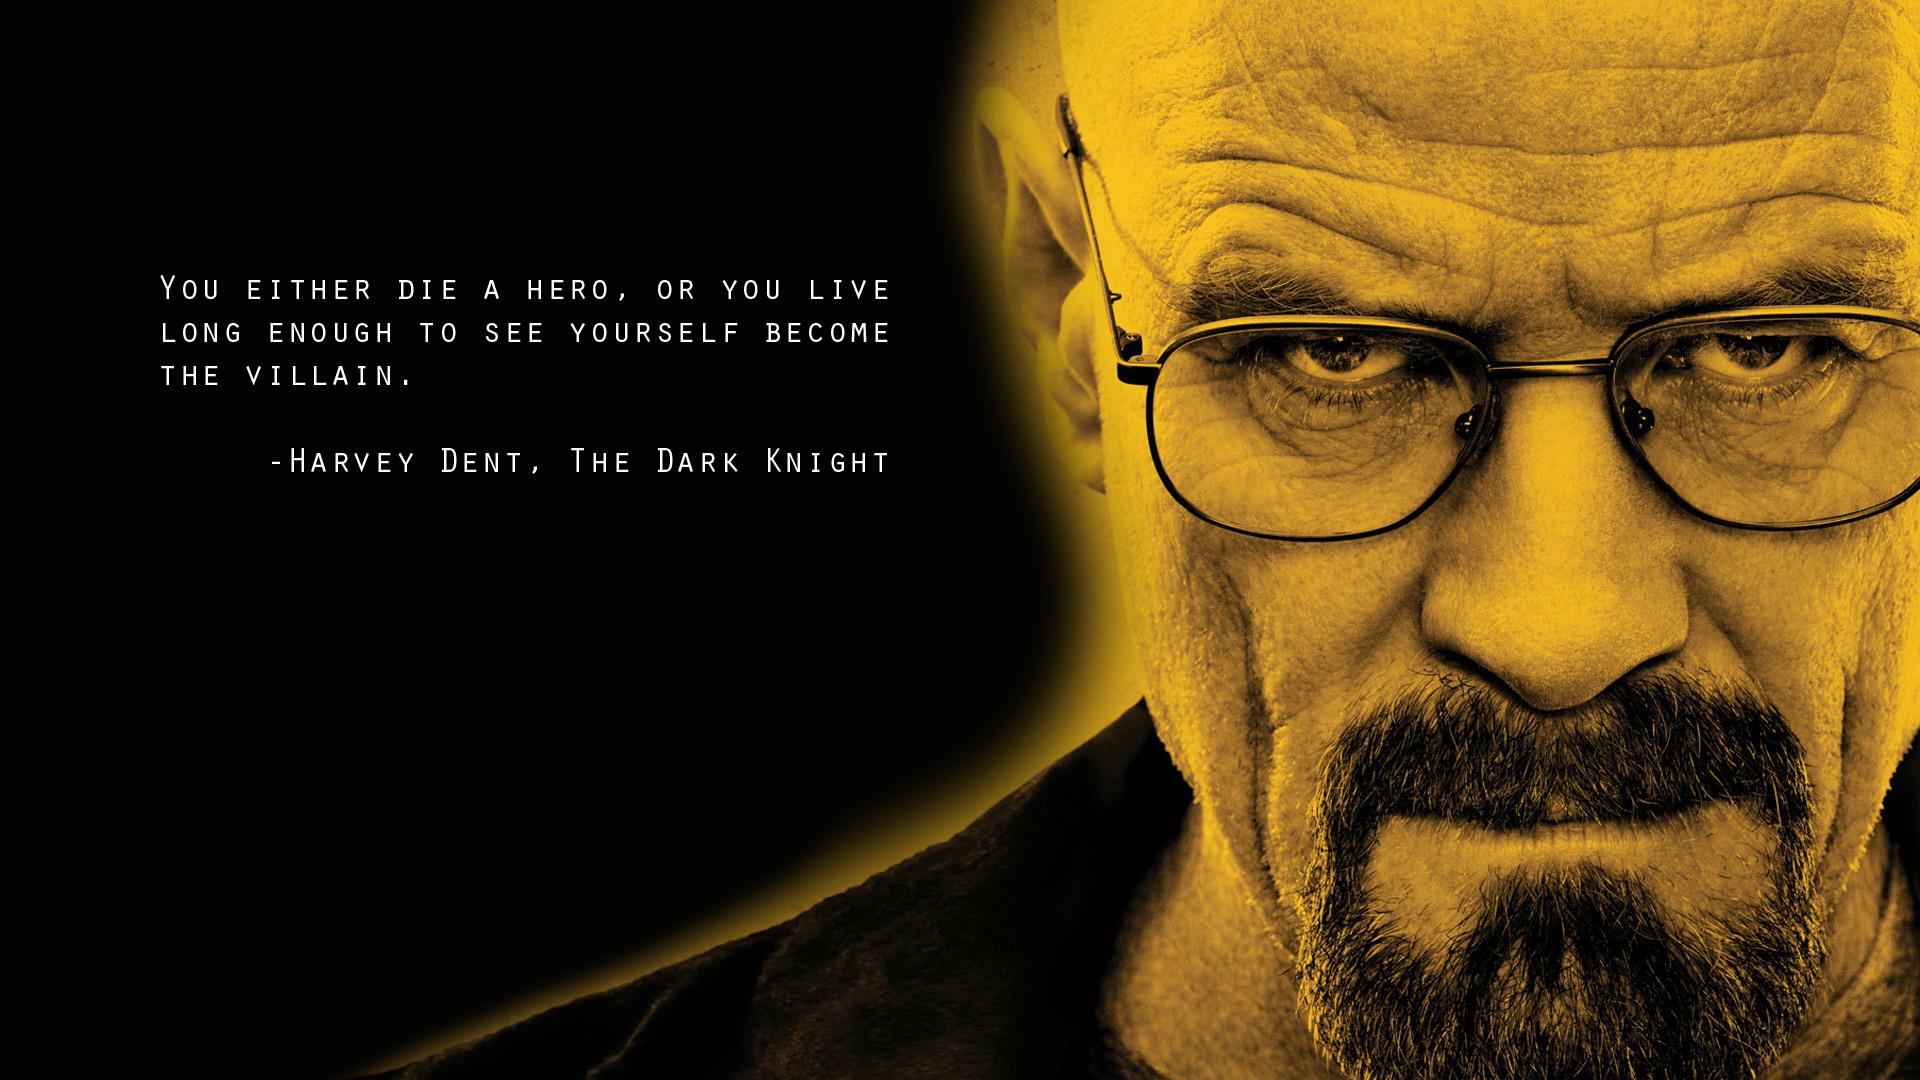 You either die a hero, or you live
long enough to see yourself become
the villain.
-Harvey Dent, The Dark Knight